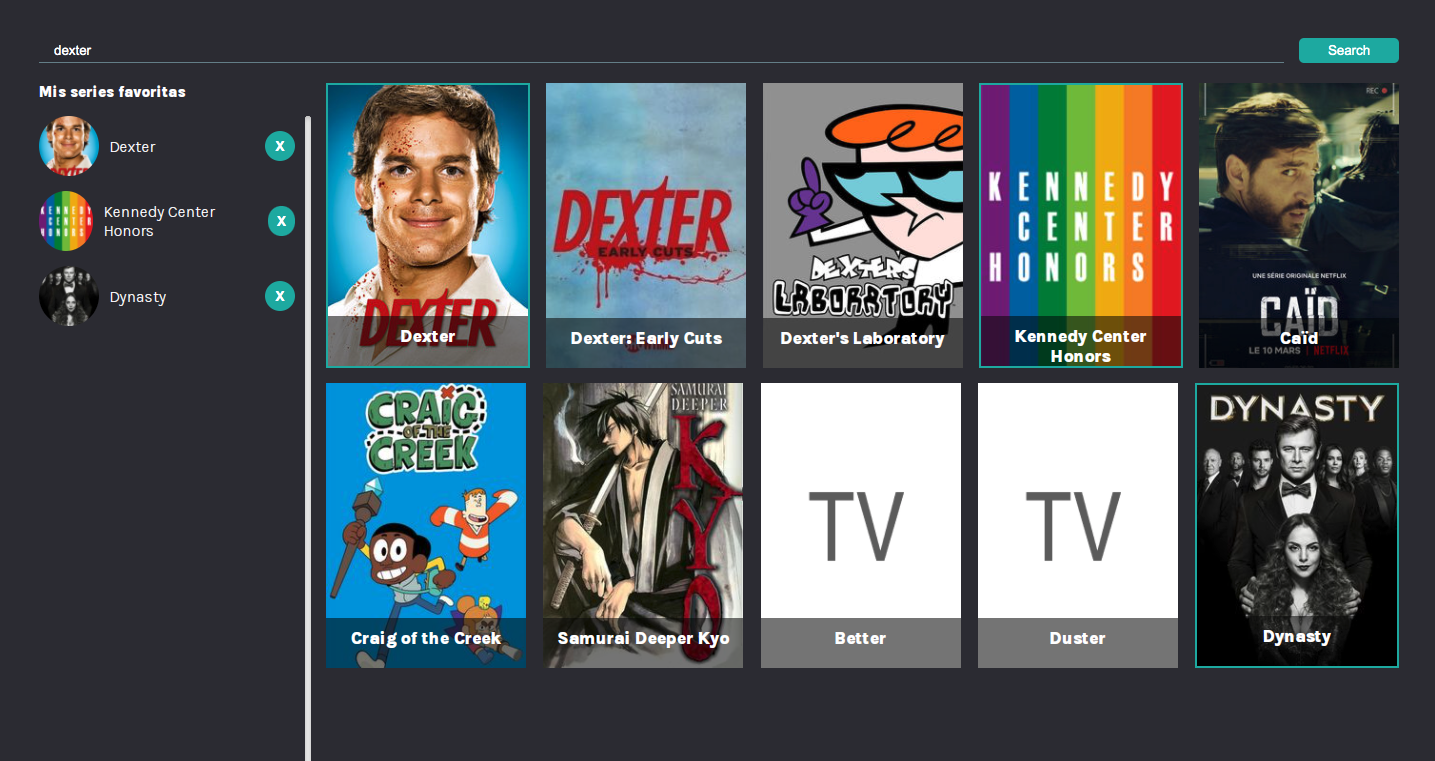 dexter
Search
Mis series favoritas
Dexter
X
Kennedy Center
Honors
X
Dynasty
X
DEXTER
Dexter
DEXTER
EARLY CUTS
Dexter: Early Cuts
DEXTER'S
LABORATORY
Dexter's Laboratory
KENNEDY
CENTER
HONORS
Kennedy Center
Honors
REC
UNE SÉRIE ORIGINALE NETFLIX
CAÏD
LE 10 MARS | NETFLIX
Caïd
CRAIG
OF THE
CREEK
Craig of the Creek
SAMURAI
DEEPER
KYO
Samurai Deeper Kyo
TV
Better
TV
Duster
DYNASTY
Dynasty